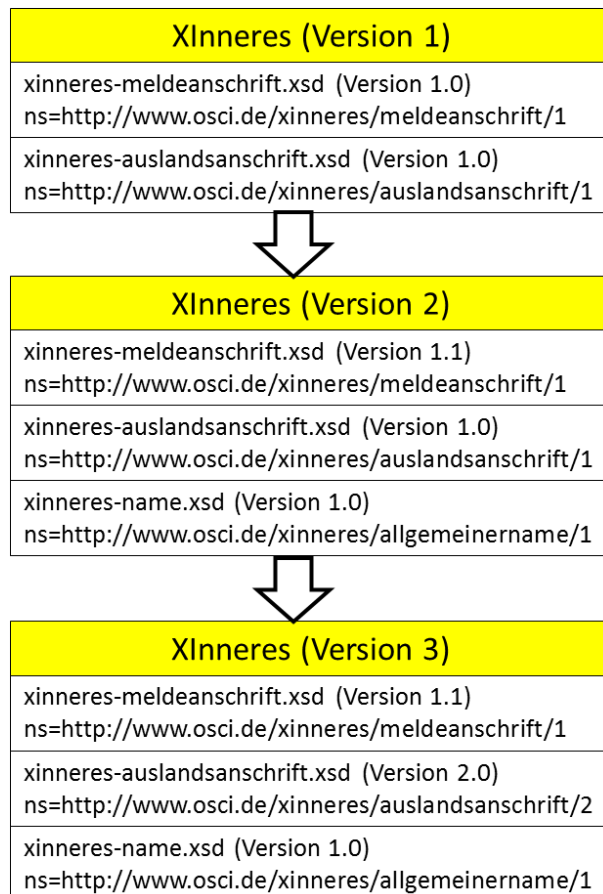 XInneres (Version 1)
xinneres-meldeanschrift.xsd (Version 1.0)
ns=http://www.osci.de/xinneres/meldeanschrift/1
xinneres-auslandsanschrift.xsd (Version 1.0)
ns=http://www.osci.de/xinneres/auslandsanschrift/1
XInneres (Version 2)
xinneres-meldeanschrift.xsd (Version 1.1)
ns=http://www.osci.de/xinneres/meldeanschrift/1
xinneres-auslandsanschrift.xsd (Version 1.0)
ns=http://www.osci.de/xinneres/auslandsanschrift/1
xinneres-name.xsd (Version 1.0)
ns=http://www.osci.de/xinneres/allgemeinername/1
XInneres (Version 3)
xinneres-meldeanschrift.xsd (Version 1.1)
ns=http://www.osci.de/xinneres/meldeanschrift/1
xinneres-auslandsanschrift.xsd (Version 2.0)
ns=http://www.osci.de/xinneres/auslandsanschrift/2
xinneres-name.xsd (Version 1.0)
ns=http://www.osci.de/xinneres/allgemeinername/1